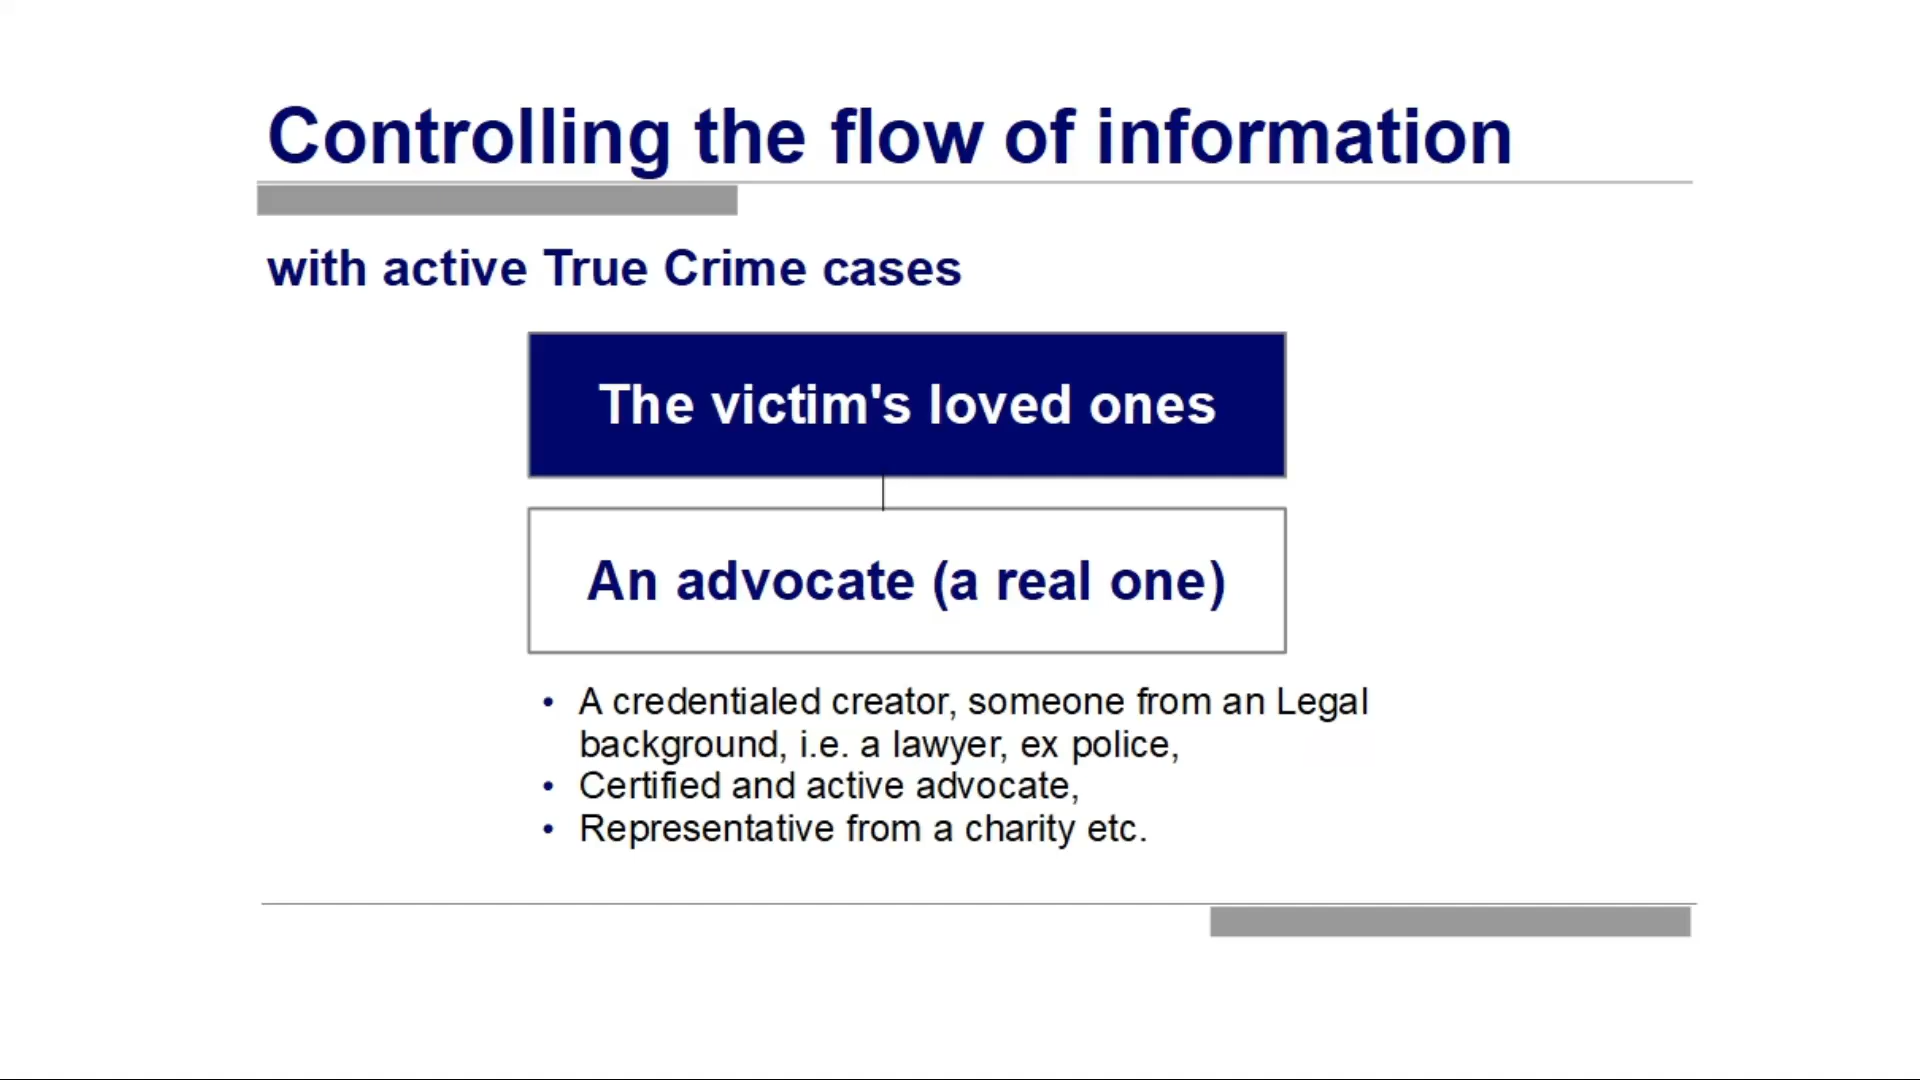 Controlling the flow of information
with active True Crime cases
The victim's loved ones
An advocate (a real one)
• A credentialed creator, someone from an Legal
background, i.e. a lawyer, ex police,
• Certified and active advocate,
• Representative from a charity etc.